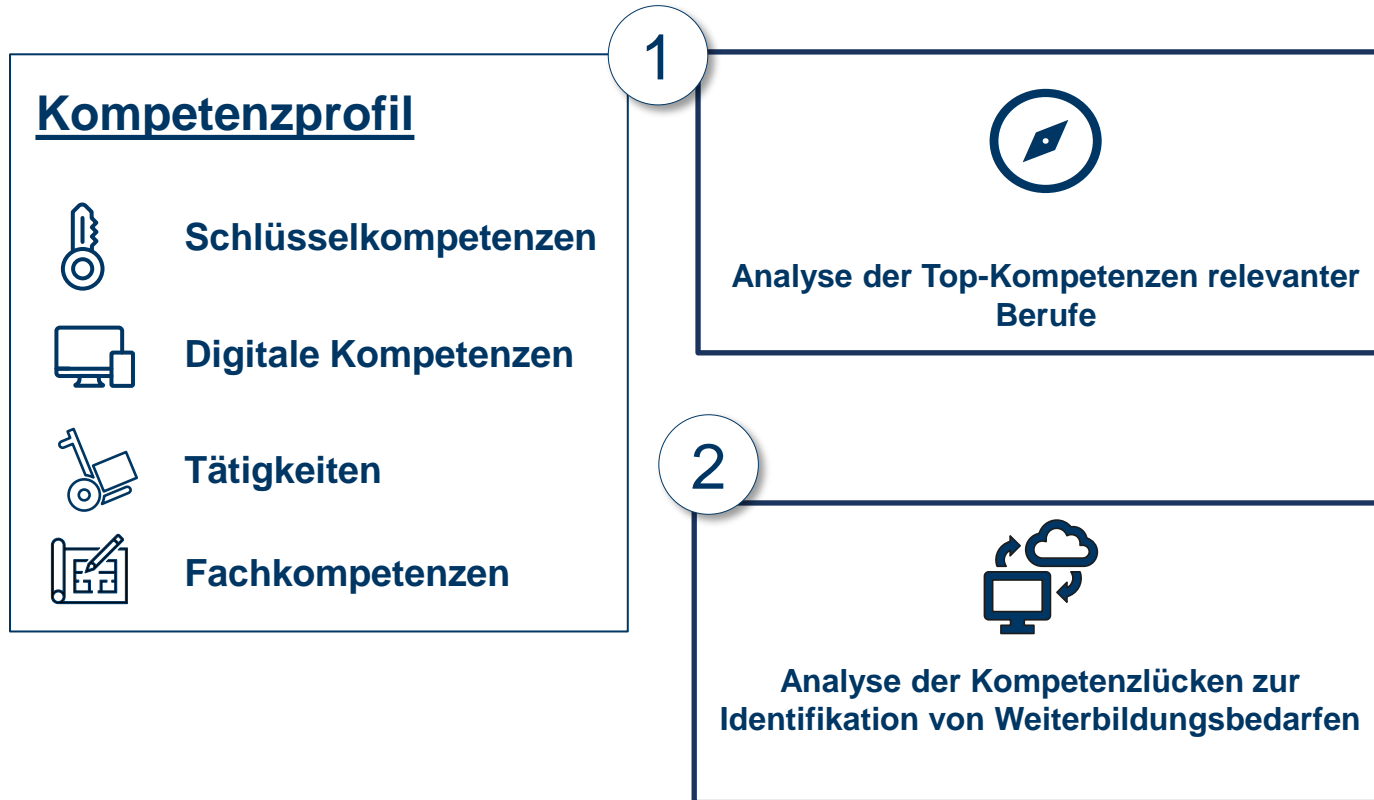 Kompetenzprofil
Schlüsselkompetenzen
Digitale Kompetenzen
Tätigkeiten
Fachkompetenzen
1
Analyse der Top-Kompetenzen relevanter
Berufe
2
Analyse der Kompetenzlücken zur
Identifikation von Weiterbildungsbedarfen